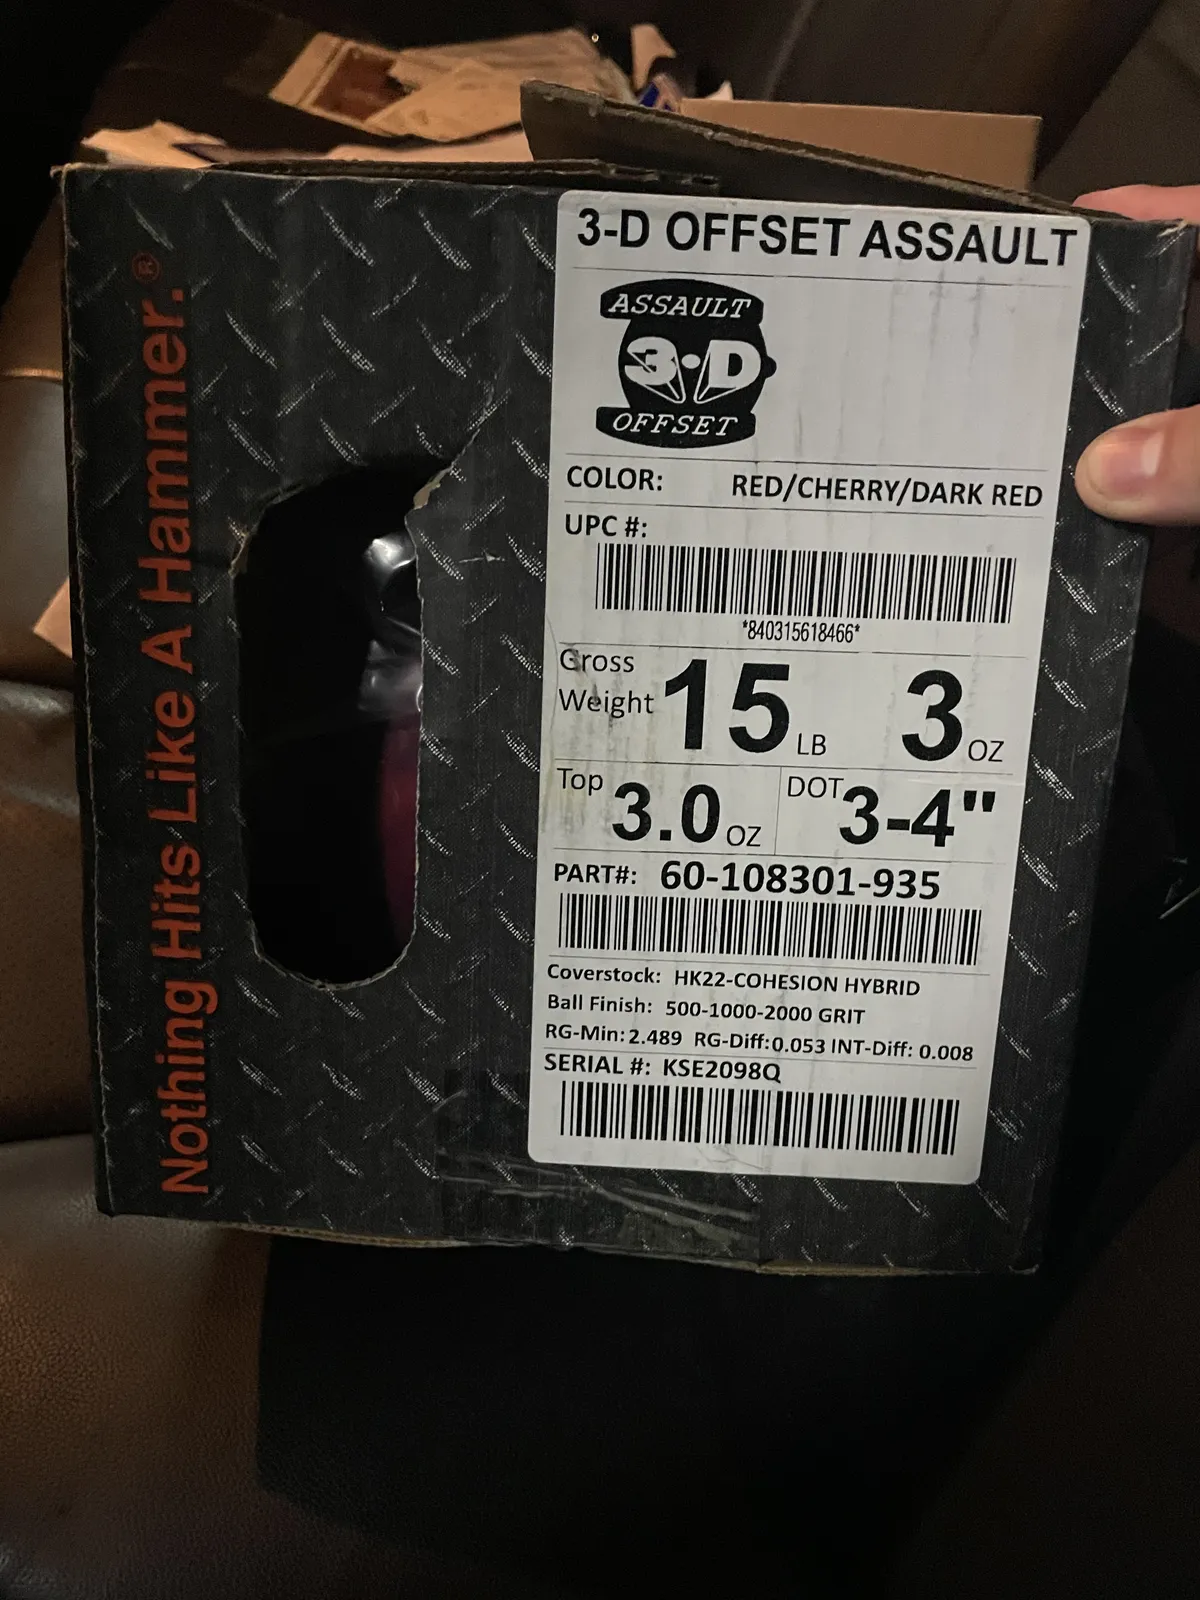 Nothing Hits Like A Hammer.®
3-D OFFSET ASSAULT
ASSAULT
3•D
OFFSET
COLOR: RED/CHERRY/DARK RED
UPC #:
*840315618466*
Gross Weight 15 LB 3 OZ
Top 3.0 OZ DOT 3-4"
PART#: 60-108301-935
Coverstock: HK22-COHESION HYBRID
Ball Finish: 500-1000-2000 GRIT
RG-Min: 2.489 RG-Diff: 0.053 INT-Diff: 0.008
SERIAL #: KSE2098Q